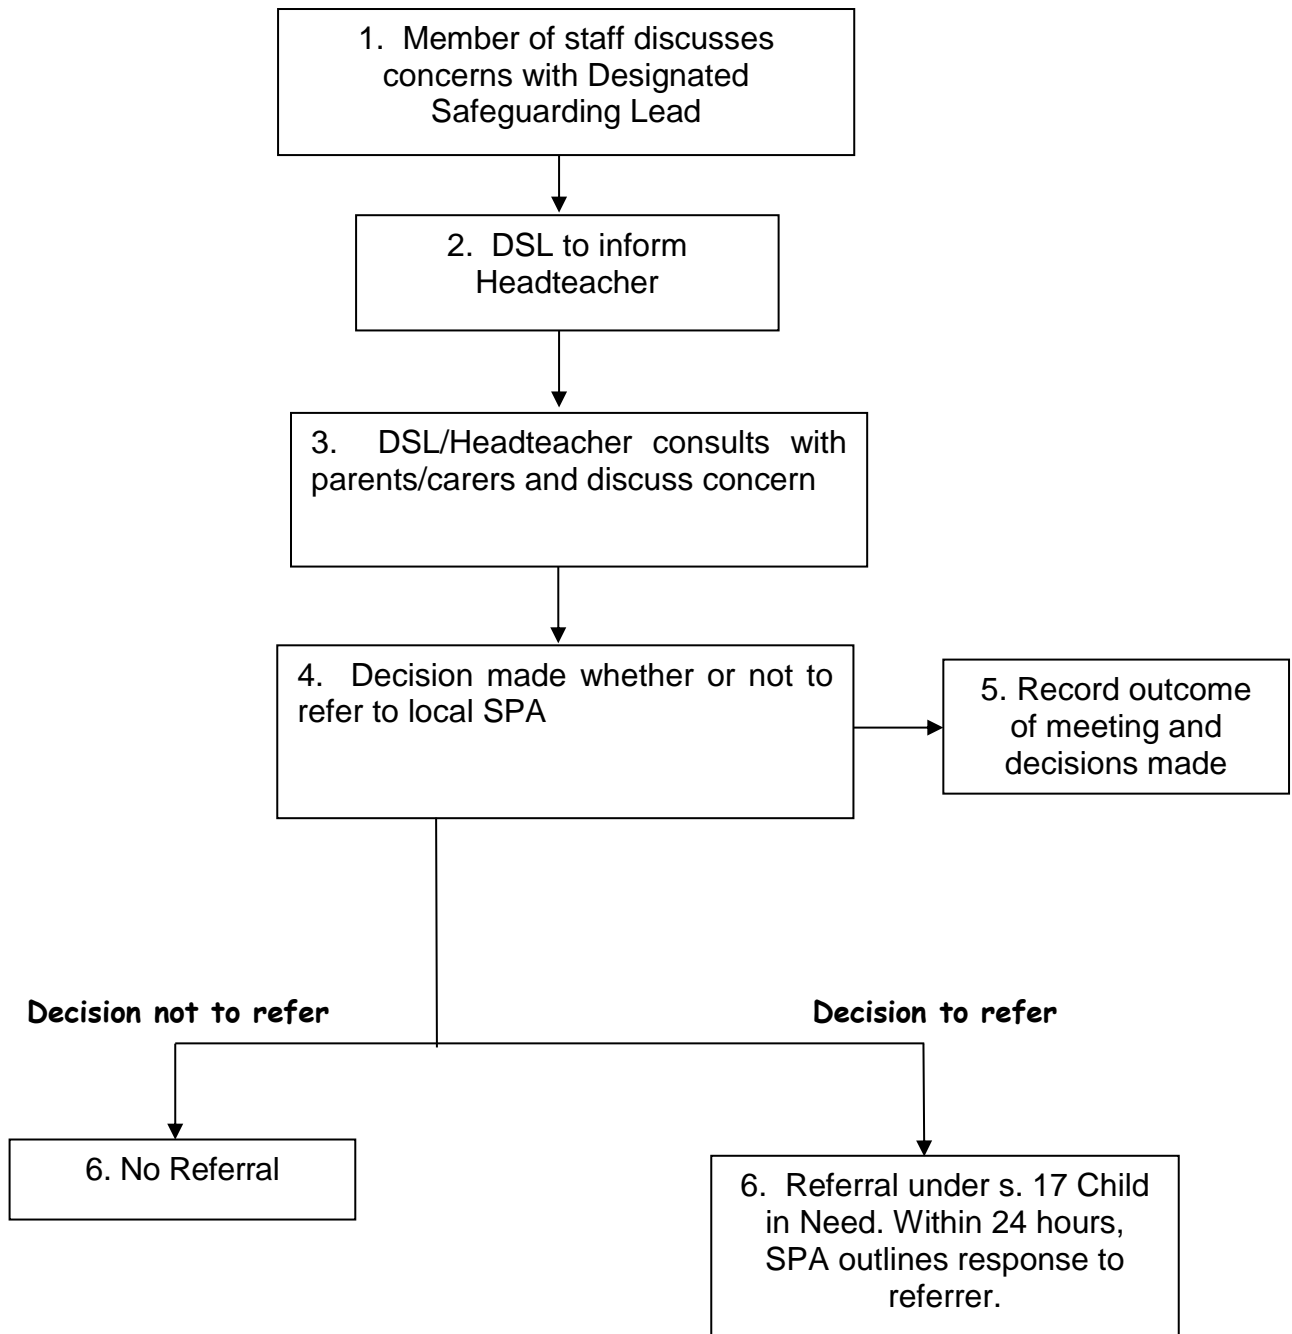 1. Member of staff discusses
concerns with Designated
Safeguarding Lead
2. DSL to inform
Headteacher
3. DSL/Headteacher consults with
parents/carers and discuss concern
4. Decision made whether or not to
refer to local SPA
5. Record outcome
of meeting and
decisions made
Decision not to refer
Decision to refer
6. No Referral
6. Referral under s. 17 Child
in Need. Within 24 hours,
SPA outlines response to
referrer.